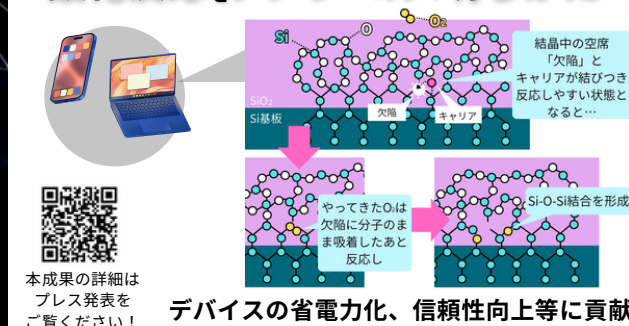 Si
O
O₂
SiO₂
Si基板
欠陥
キャリア
結晶中の空席
「欠陥」と
キャリアが結びつき
反応しやすい状態と
なると…
やってきたO₂は
欠陥に分子のま
ま吸着したあと
反応し
Si-O-Si結合を形成
本成果の詳細は
プレス発表を
ご覧ください！
デバイスの省電力化、信頼性向上等に貢献